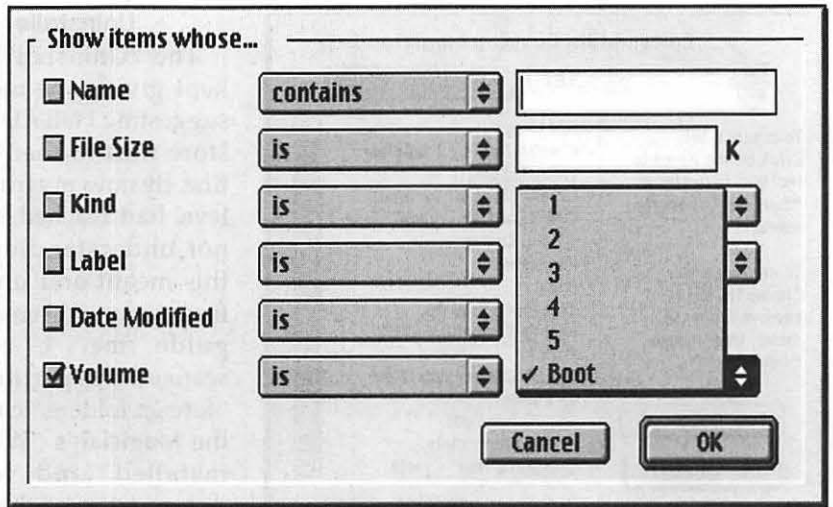 Show items whose...
Name contains
File Size is K
Kind is 1
2
Label is 3
4
Date Modified is 5
Volume is ✓ Boot
Cancel OK